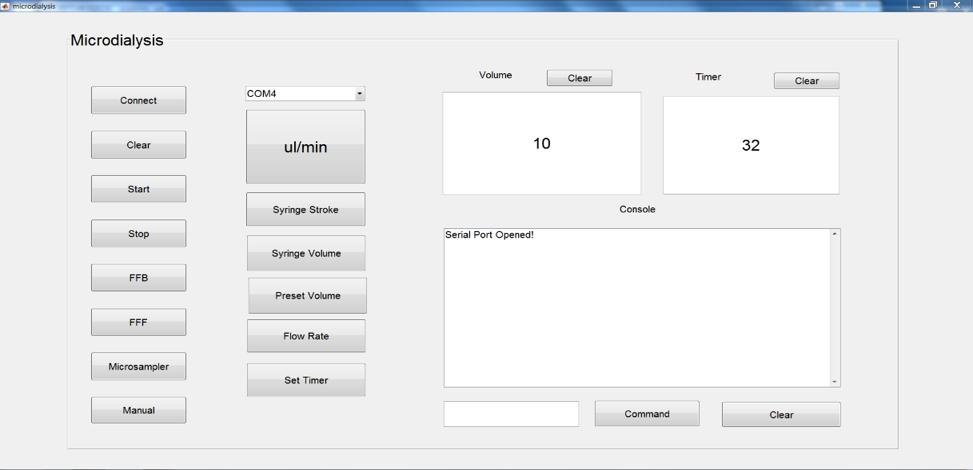 microdialysis
Microdialysis
Connect
Clear
Start
Stop
FFB
FFF
Microsampler
Manual
COM4
ul/min
Syringe Stroke
Syringe Volume
Preset Volume
Flow Rate
Set Timer
Volume
Clear
10
Timer
Clear
32
Console
Serial Port Opened!
Command
Clear